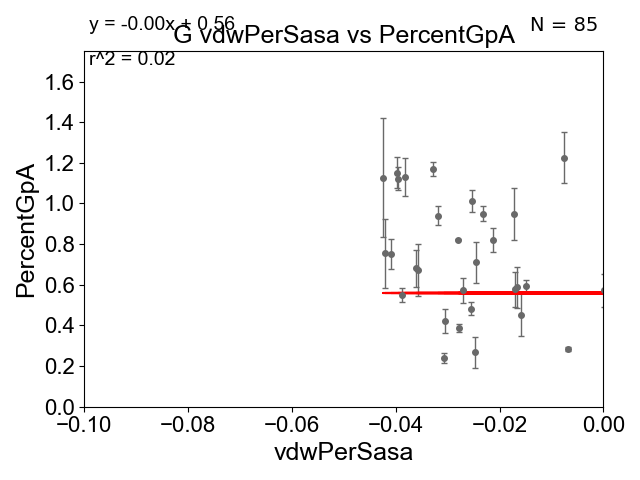 y = -0.00x + 0.56
G vdwPerSasa vs PercentGpA
N = 85
r^2 = 0.02
PercentGpA
1.6
1.4
1.2
1.0
0.8
0.6
0.4
0.2
0.0
−0.10 −0.08 −0.06 −0.04 −0.02 0.00
vdwPerSasa